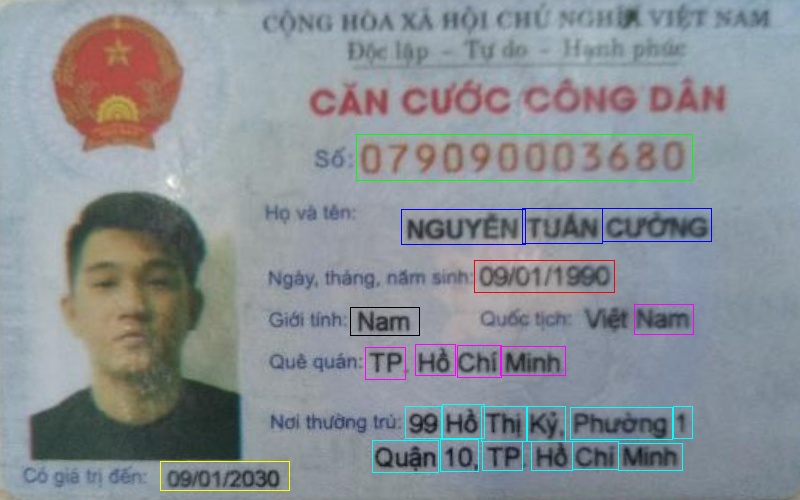 CỘNG HÒA XÃ HỘI CHỦ NGHĨA VIỆT NAM
Độc lập - Tự do - Hạnh phúc
CĂN CƯỚC CÔNG DÂN
Số: 079090003680
Họ và tên: NGUYỄN TUẤN CƯỜNG
Ngày, tháng, năm sinh: 09/01/1990
Giới tính: Nam Quốc tịch: Việt Nam
Quê quán: TP. Hồ Chí Minh
Nơi thường trú: 99 Hồ Thị Kỷ, Phường 1
Quận 10, TP. Hồ Chí Minh
Có giá trị đến: 09/01/2030